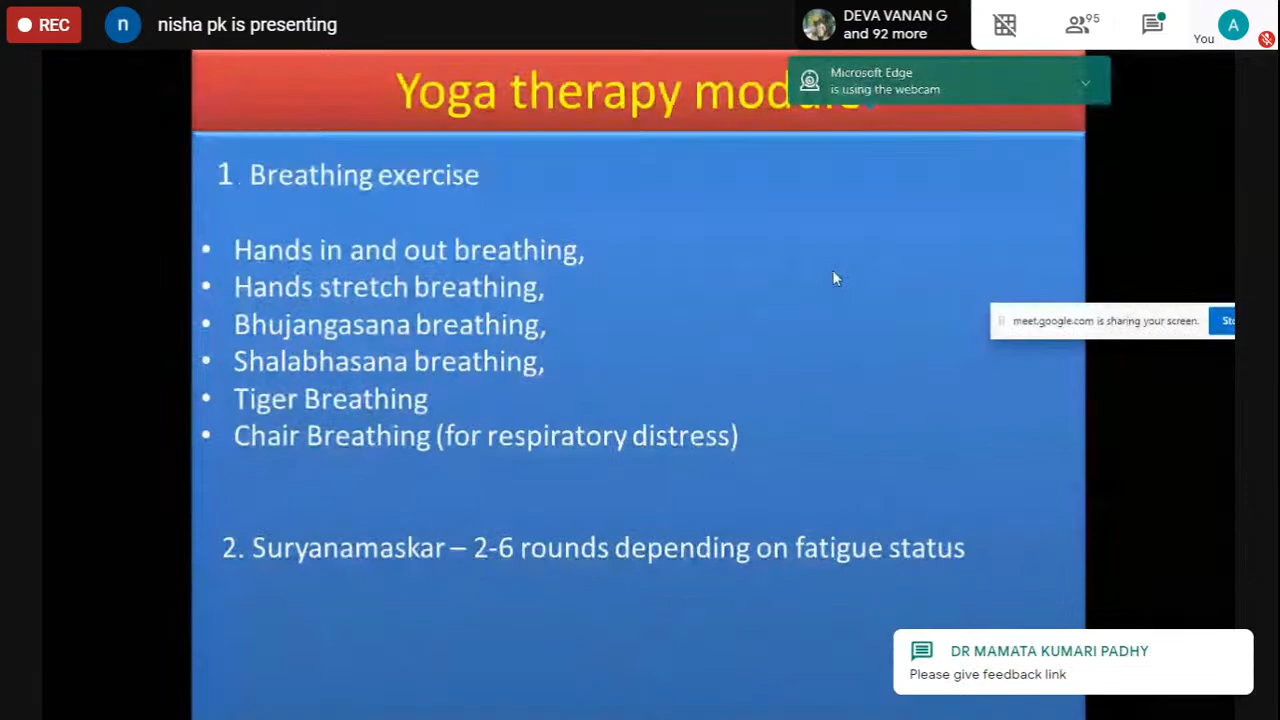 REC
n
nisha pk is presenting
DEVA VANAN G
and 92 more
95
You
A
Yoga therapy
Microsoft Edge
is using the webcam
1. Breathing exercise
• Hands in and out breathing,
• Hands stretch breathing,
• Bhujangasana breathing,
• Shalabhasana breathing,
• Tiger Breathing
• Chair Breathing (for respiratory distress)
meet.google.com is sharing your screen.
2. Suryanamaskar – 2-6 rounds depending on fatigue status
DR MAMATA KUMARI PADHY
Please give feedback link